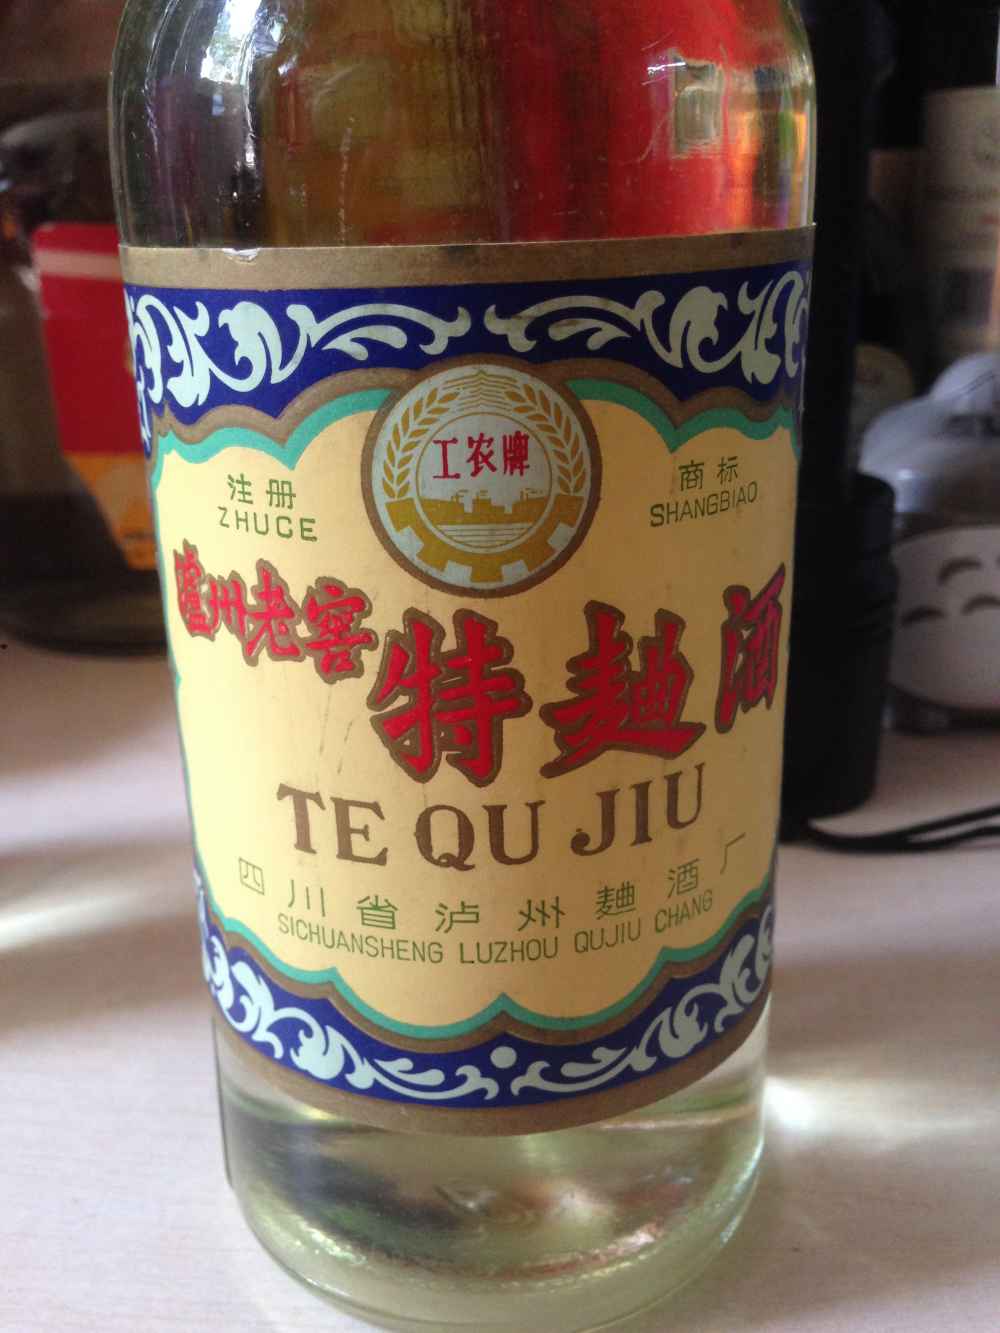 工农牌
注册 商标
ZHUCE SHANGBIAO
瀘州老窖
特麯酒
TE QU JIU
四川省泸州麯酒厂
SICHUANSHENG LUZHOU QUJIU CHANG